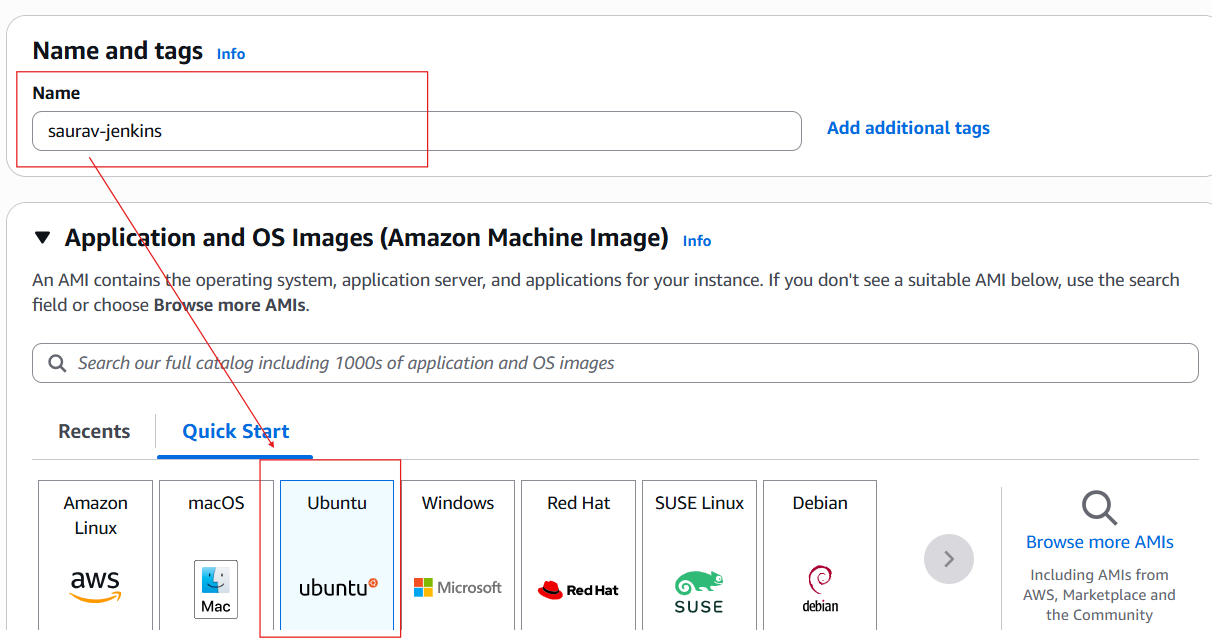 Name and tags Info
Name
saurav-jenkins
Add additional tags
Application and OS Images (Amazon Machine Image) Info
An AMI contains the operating system, application server, and applications for your instance. If you don't see a suitable AMI below, use the search
field or choose Browse more AMIs.
Search our full catalog including 1000s of application and OS images
Recents
Quick Start
Amazon
Linux
aws
macOS
Mac
Ubuntu
ubuntu
Windows
Microsoft
Red Hat
Red Hat
SUSE Linux
SUSE
Debian
debian
Browse more AMIs
Including AMIs from
AWS, Marketplace and
the Community